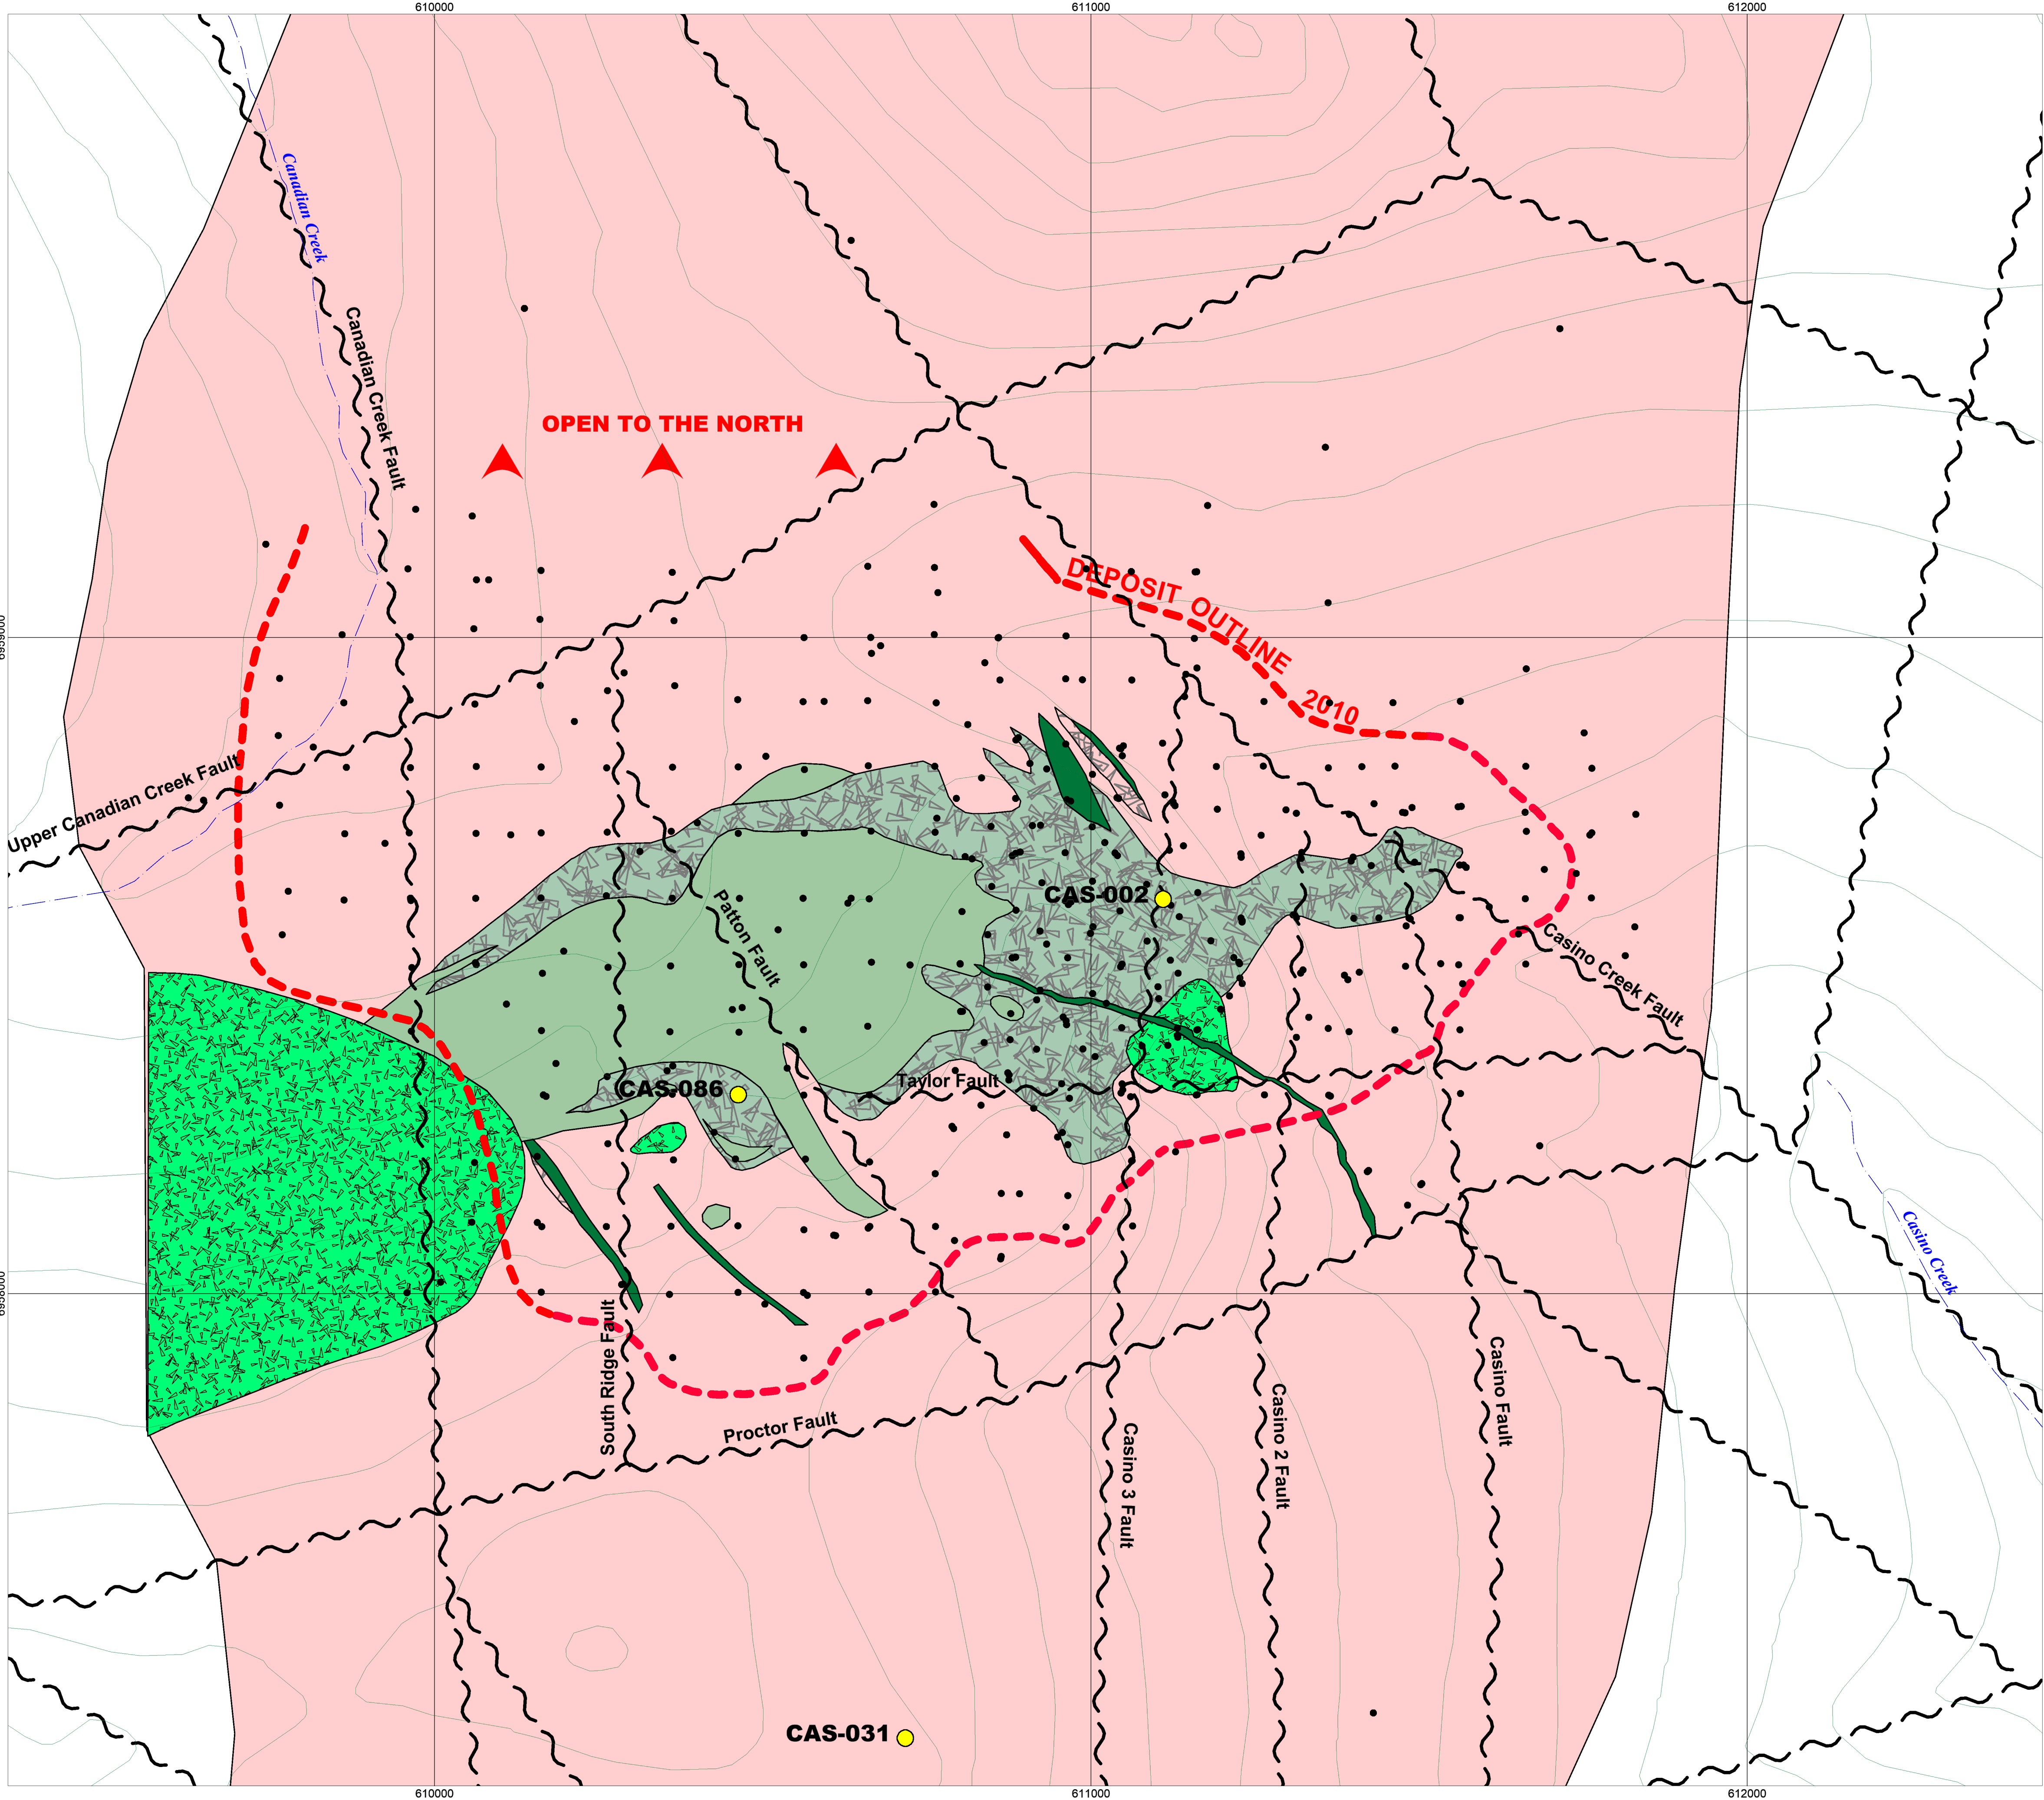 610000
611000
612000
Canadian Creek
Canadian Creek Fault
OPEN TO THE NORTH
DEPOSIT OUTLINE 2010
6959000
Upper Canadian Creek Fault
CAS-002
Patton Fault
Casino Creek Fault
Taylor Fault
CAS-086
Casino Creek
6958000
South Ridge Fault
Proctor Fault
Casino 3 Fault
Casino 2 Fault
Casino Fault
CAS-031
610000
611000
612000